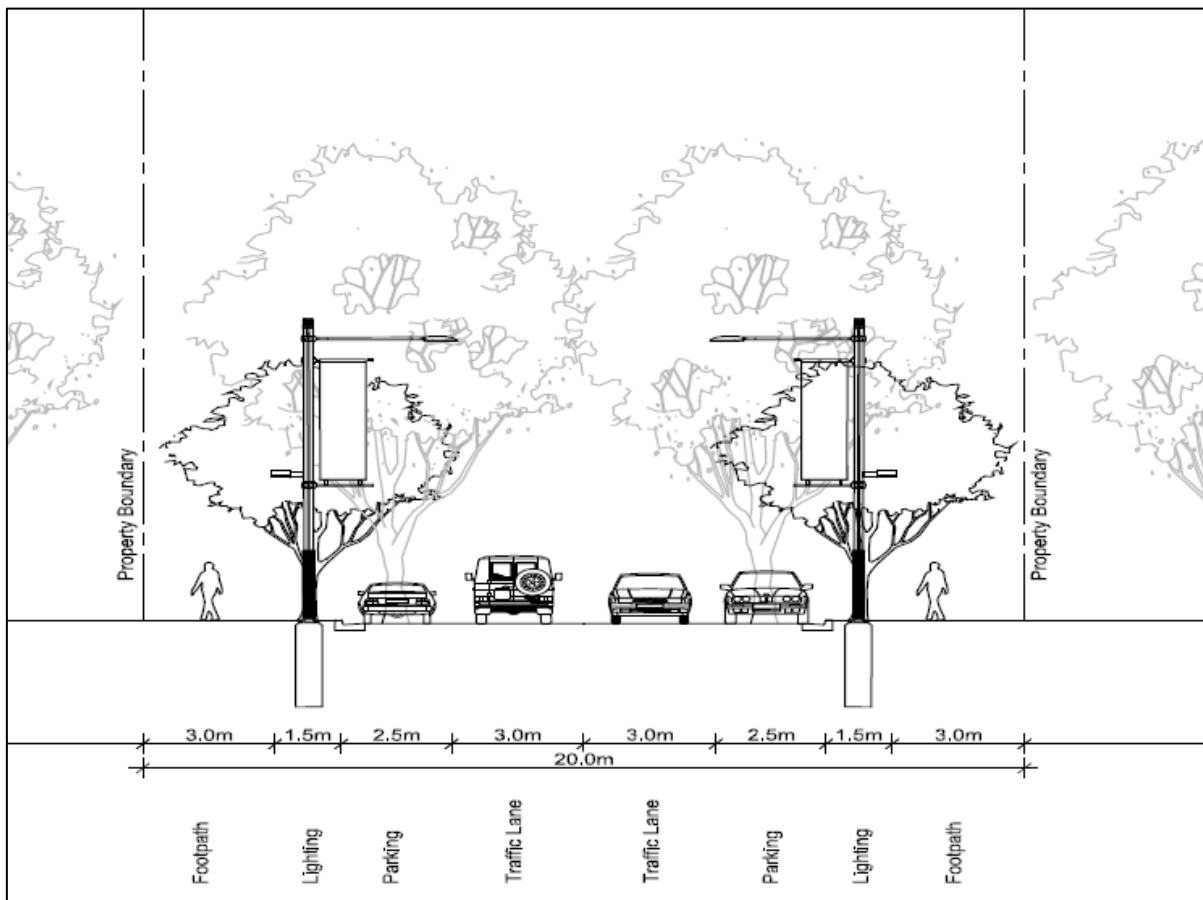 Property Boundary
Property Boundary
3.0m
1.5m
2.5m
3.0m
3.0m
2.5m
1.5m
3.0m
20.0m
Footpath
Lighting
Parking
Traffic Lane
Traffic Lane
Parking
Lighting
Footpath